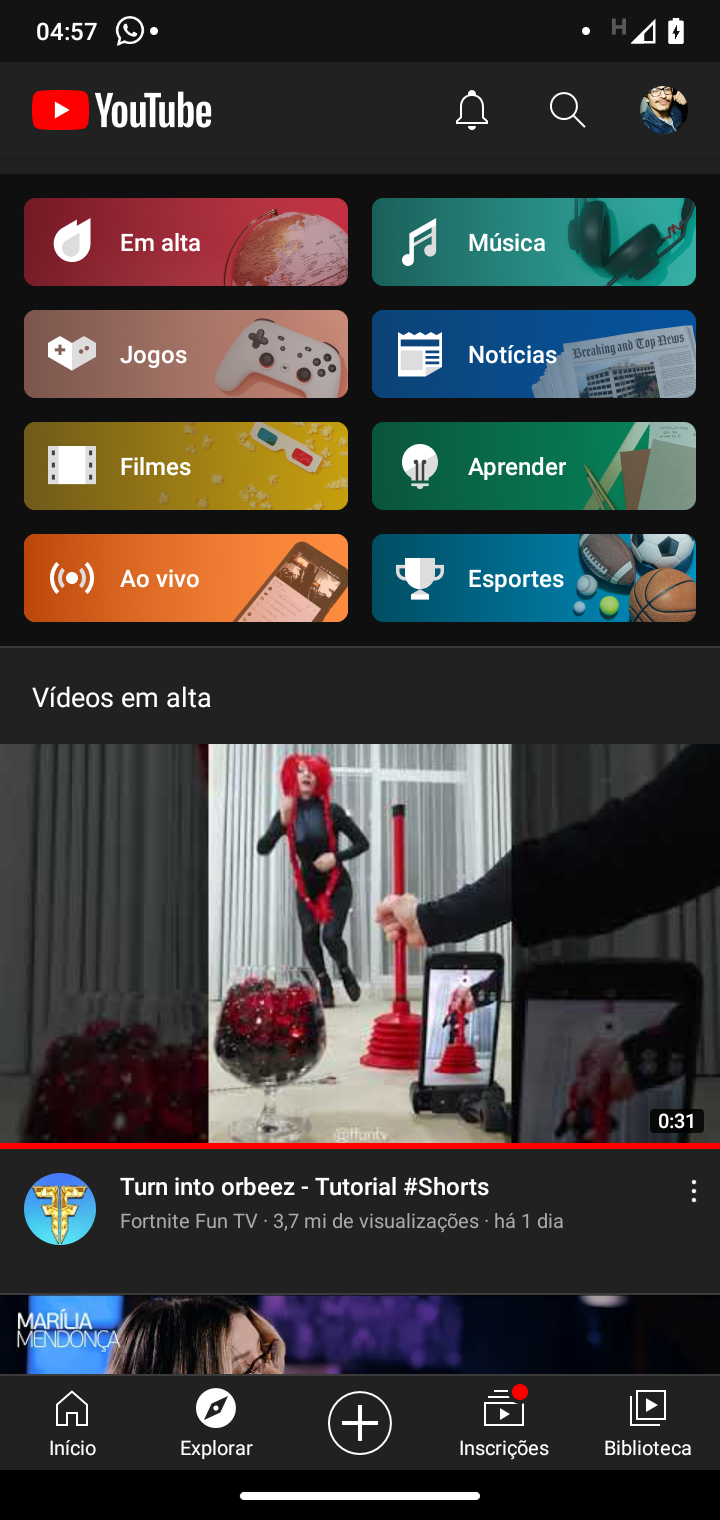 04:57
H
YouTube
Em alta
Música
Jogos
Notícias
Breaking and Top News
Filmes
Aprender
Ao vivo
Esportes
Vídeos em alta
@ffuntv
0:31
Turn into orbeez - Tutorial #Shorts
Fortnite Fun TV · 3,7 mi de visualizações · há 1 dia
MARÍLIA
MENDONÇA
Início
Explorar
Inscrições
Biblioteca